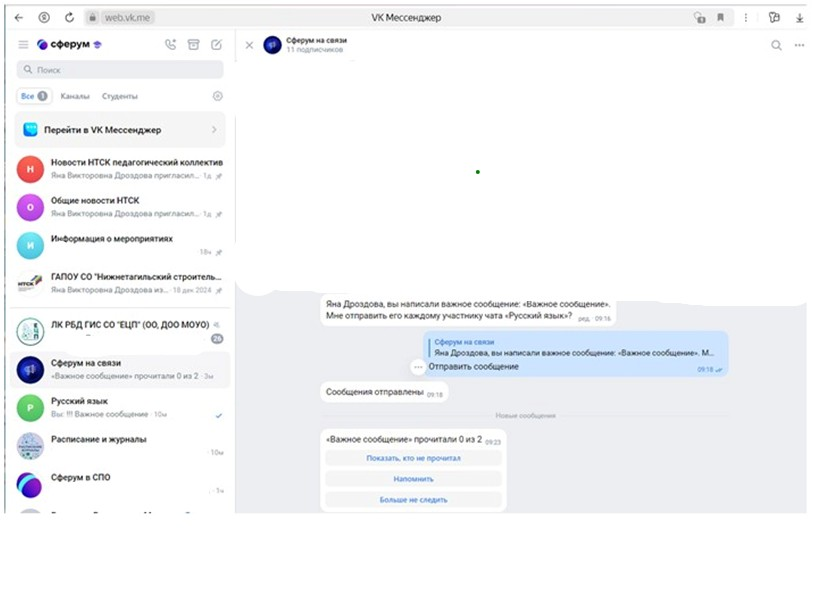 web.vk.me
VK Мессенджер
сферум
Поиск
Все 1
Каналы
Студенты
Перейти в VK Мессенджер
Новости НТСК педагогический коллектив
Яна Викторовна Дроздова пригласил... · 1д
Общие новости НТСК
Яна Викторовна Дроздова пригласил... · 1д
Информация о мероприятиях
18ч
ГАПОУ СО "Нижнетагильский строитель...
Яна Викторовна Дроздова из... · 18 дек 2024
ЛК РБД ГИС СО "ЕЦП" (ОО, ДОО МОУО)
26
Сферум на связи
«Важное сообщение» прочитали 0 из 2 · 3м
Русский язык
Вы: !!! Важное сообщение · 10м
Расписание и журналы
· 10м
Сферум в СПО
Сферум на связи
11 подписчиков
Яна Дроздова, вы написали важное сообщение: «Важное сообщение».
Мне отправить его каждому участнику чата «Русский язык»? ред. · 09:16
Сферум на связи
Яна Дроздова, вы написали важное сообщение: «Важное сообщение». М...
Отправить сообщение
09:18
Сообщения отправлены 09:18
Новые сообщения
«Важное сообщение» прочитали 0 из 2 09:23
Показать, кто не прочитал
Напомнить
Больше не следить